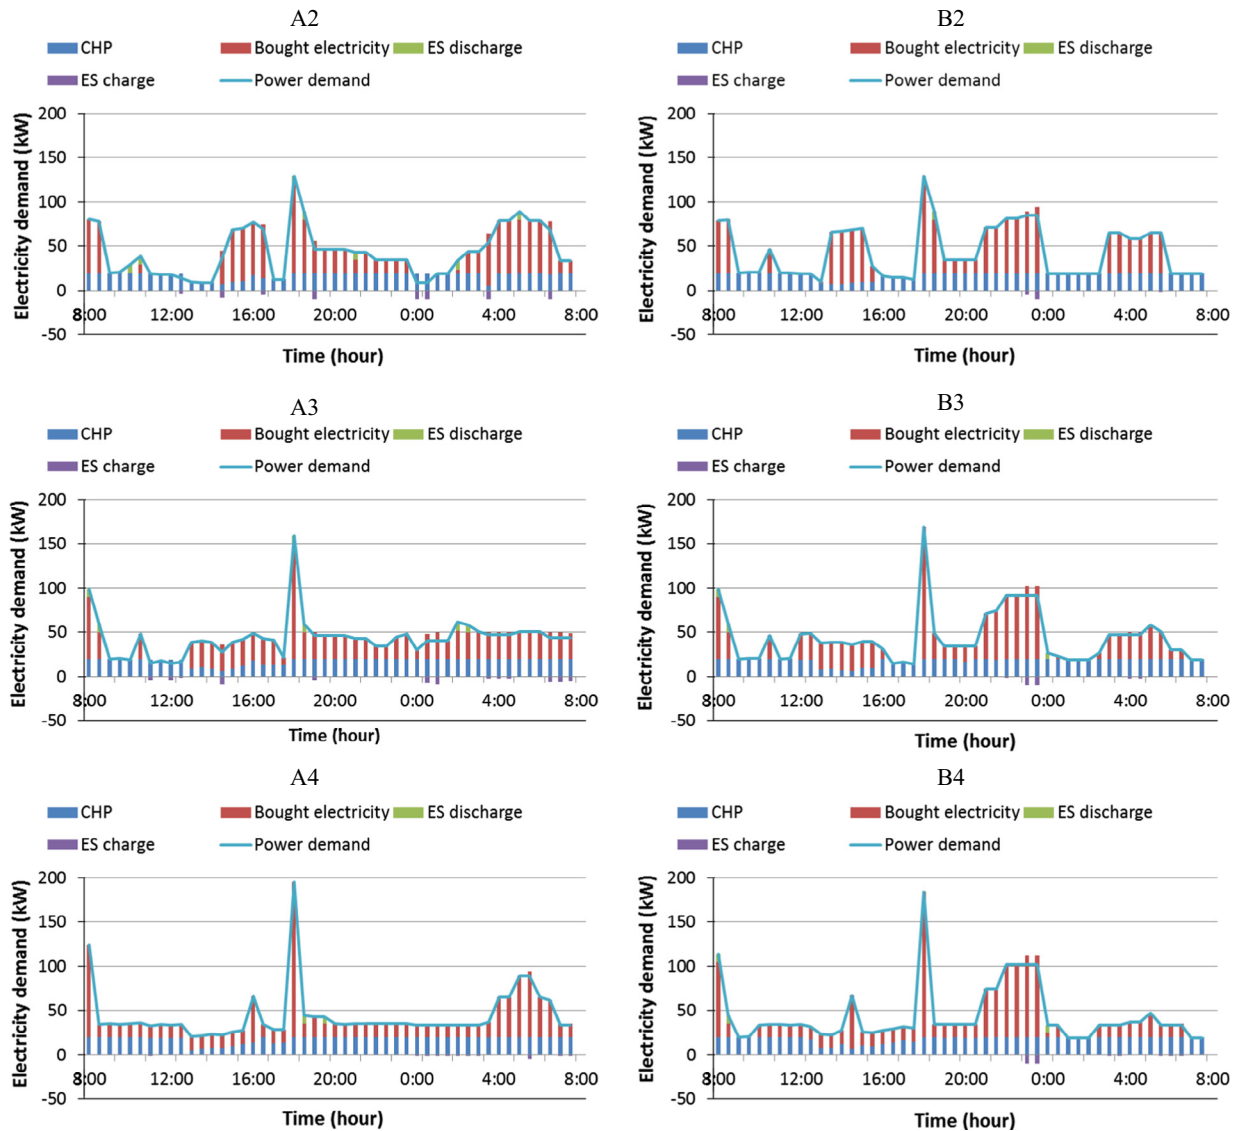 A2
CHP Bought electricity ES discharge
ES charge Power demand
200
150
100
50
0
-50
Electricity demand (kW)
8:00 12:00 16:00 20:00 0:00 4:00 8:00
Time (hour)
B2
CHP Bought electricity ES discharge
ES charge Power demand
200
150
100
50
0
-50
Electricity demand (kW)
8:00 12:00 16:00 20:00 0:00 4:00 8:00
Time (hour)
A3
CHP Bought electricity ES discharge
ES charge Power demand
200
150
100
50
0
-50
Electricity demand (kW)
8:00 12:00 16:00 20:00 0:00 4:00 8:00
Time (hour)
B3
CHP Bought electricity ES discharge
ES charge Power demand
200
150
100
50
0
-50
Electricity demand (kW)
8:00 12:00 16:00 20:00 0:00 4:00 8:00
Time (hour)
A4
CHP Bought electricity ES discharge
ES charge Power demand
200
150
100
50
0
-50
Electricity demand (kW)
8:00 12:00 16:00 20:00 0:00 4:00 8:00
Time (hour)
B4
CHP Bought electricity ES discharge
ES charge Power demand
200
150
100
50
0
-50
Electricity demand (kW)
8:00 12:00 16:00 20:00 0:00 4:00 8:00
Time (hour)